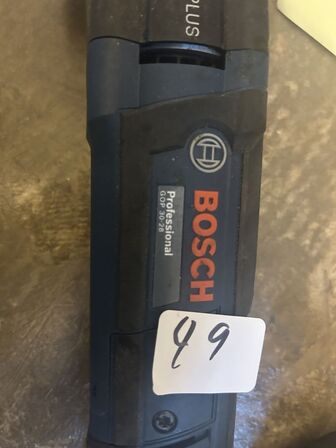 PLUS
BOSCH
Professional
GOP 30-28
49